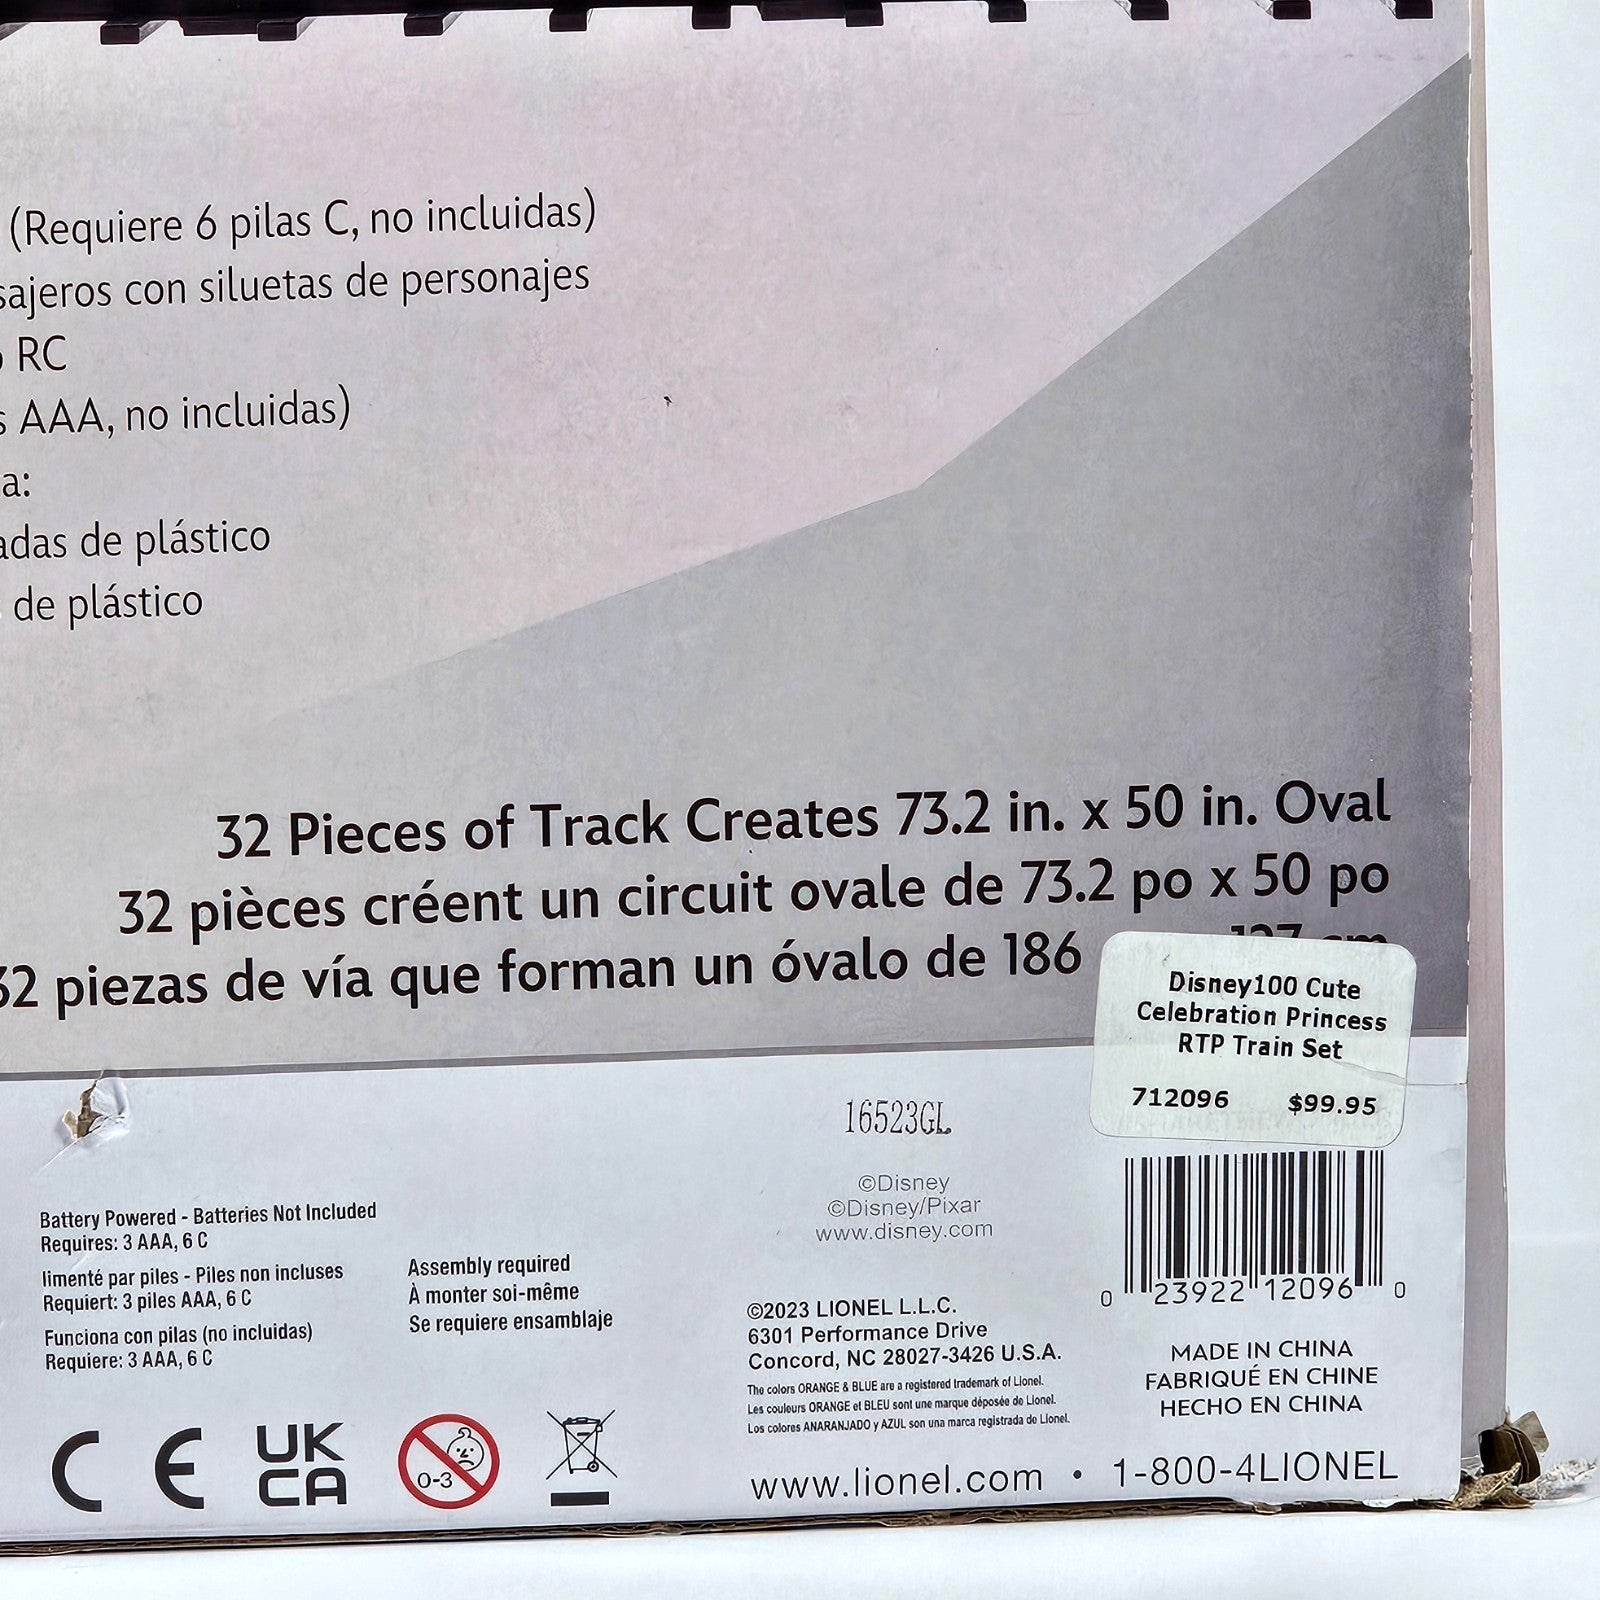 (Requiere 6 pilas C, no incluidas)
sajeros con siluetas de personajes
RC
AAA, no incluidas)
a:
adas de plástico
de plástico
32 Pieces of Track Creates 73.2 in. x 50 in. Oval
32 pièces créent un circuit ovale de 73.2 po x 50 po
32 piezas de vía que forman un óvalo de 186 127 cm
Disney100 Cute
Celebration Princess
RTP Train Set
712096 $99.95
16523GL
©Disney
©Disney/Pixar
www.disney.com
0 23922 12096 0
Battery Powered - Batteries Not Included
Requires: 3 AAA, 6 C
limenté par piles - Piles non incluses
Requiert: 3 piles AAA, 6 C
Funciona con pilas (no incluidas)
Requiere: 3 AAA, 6 C
Assembly required
À monter soi-même
Se requiere ensamblaje
©2023 LIONEL L.L.C.
6301 Performance Drive
Concord, NC 28027-3426 U.S.A.
The colors ORANGE & BLUE are a registered trademark of Lionel.
Les couleurs ORANGE et BLEU sont une marque déposée de Lionel.
Los colores ANARANJADO y AZUL son una marca registrada de Lionel.
MADE IN CHINA
FABRIQUÉ EN CHINE
HECHO EN CHINA
CE UK
CA
0-3
www.lionel.com • 1-800-4LIONEL